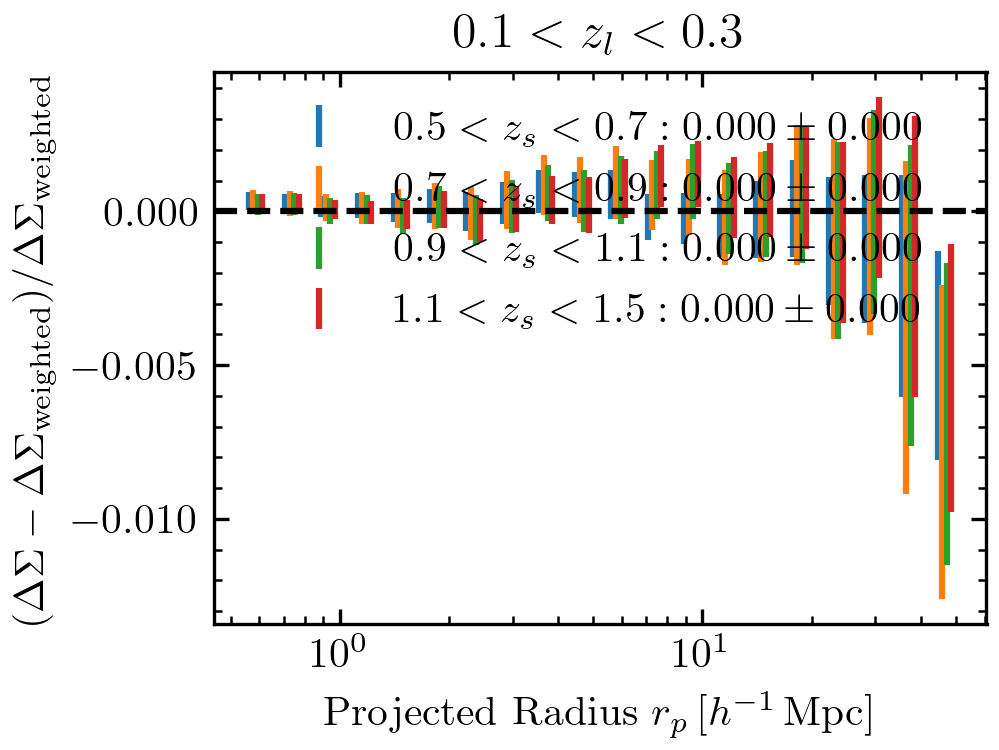 0.1 < z_l < 0.3
(ΔΣ − ΔΣ_weighted)/ΔΣ_weighted
0.5 < z_s < 0.7 : 0.000 ± 0.000
0.7 < z_s < 0.9 : 0.000 ± 0.000
0.9 < z_s < 1.1 : 0.000 ± 0.000
1.1 < z_s < 1.5 : 0.000 ± 0.000
0.000
−0.005
−0.010
10^0
10^1
Projected Radius r_p [h^−1 Mpc]